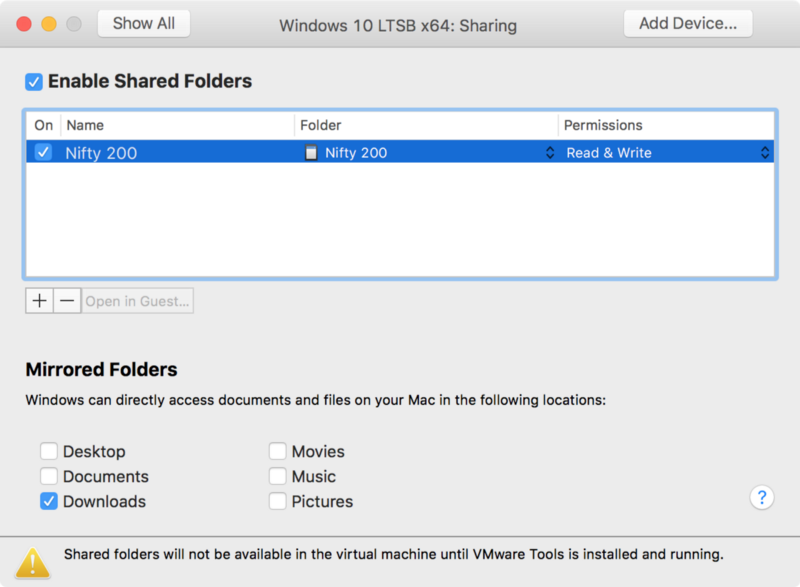 Show All
Windows 10 LTSB x64: Sharing
Add Device...
Enable Shared Folders
On Name Folder Permissions
Nifty 200 Nifty 200 Read & Write
+ − Open in Guest...
Mirrored Folders
Windows can directly access documents and files on your Mac in the following locations:
Desktop Movies
Documents Music
Downloads Pictures
?
Shared folders will not be available in the virtual machine until VMware Tools is installed and running.